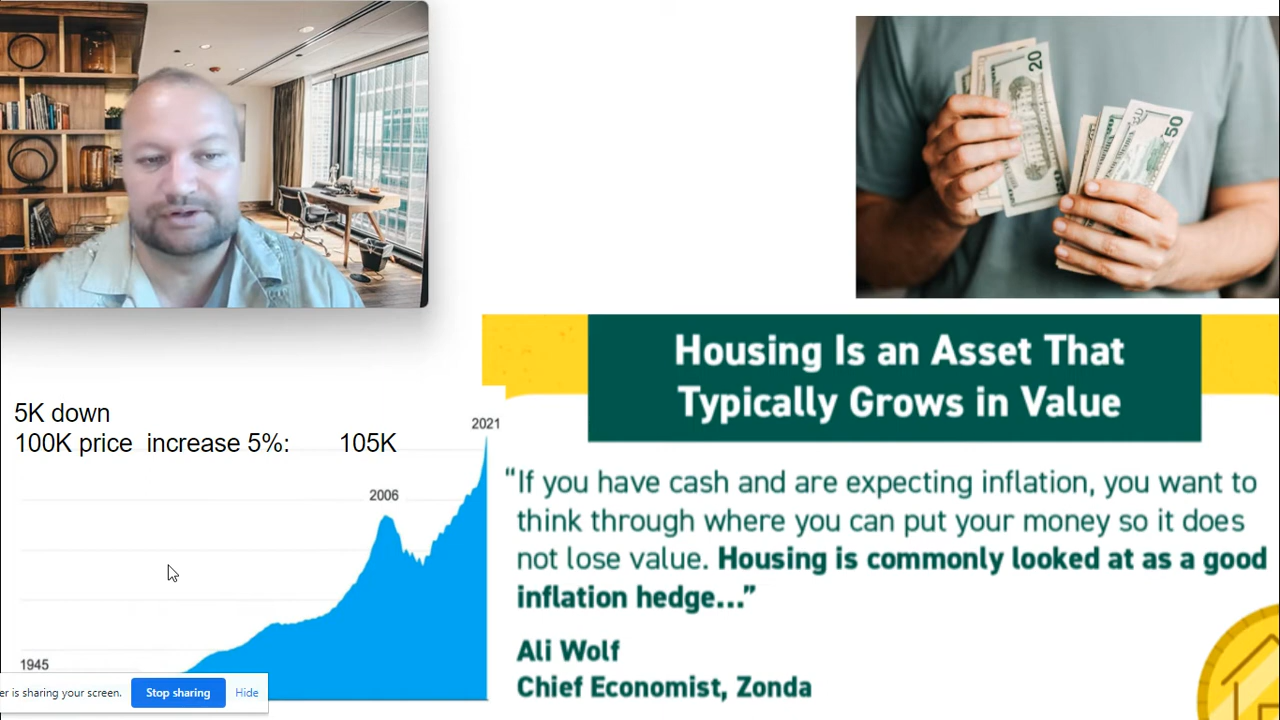 20
50
Housing Is an Asset That
Typically Grows in Value
5K down
100K price increase 5%: 105K
2021
2006
1945
“If you have cash and are expecting inflation, you want to
think through where you can put your money so it does
not lose value. Housing is commonly looked at as a good
inflation hedge...”
Ali Wolf
Chief Economist, Zonda
er is sharing your screen. Stop sharing Hide